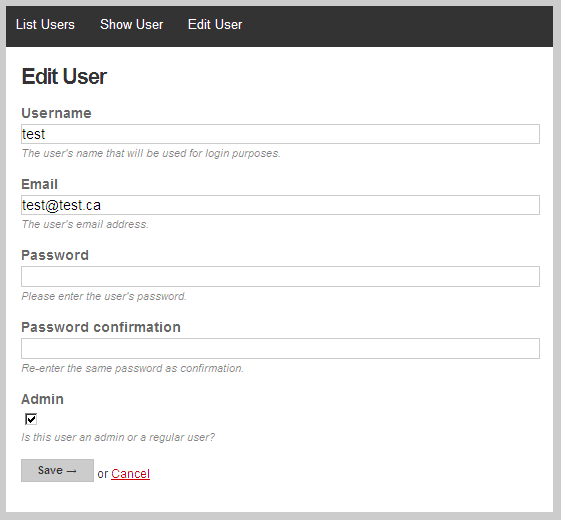 List Users Show User Edit User
Edit User
Username
test
The user's name that will be used for login purposes.
Email
test@test.ca
The user's email address.
Password
Please enter the user's password.
Password confirmation
Re-enter the same password as confirmation.
Admin
Is this user an admin or a regular user?
Save → or Cancel